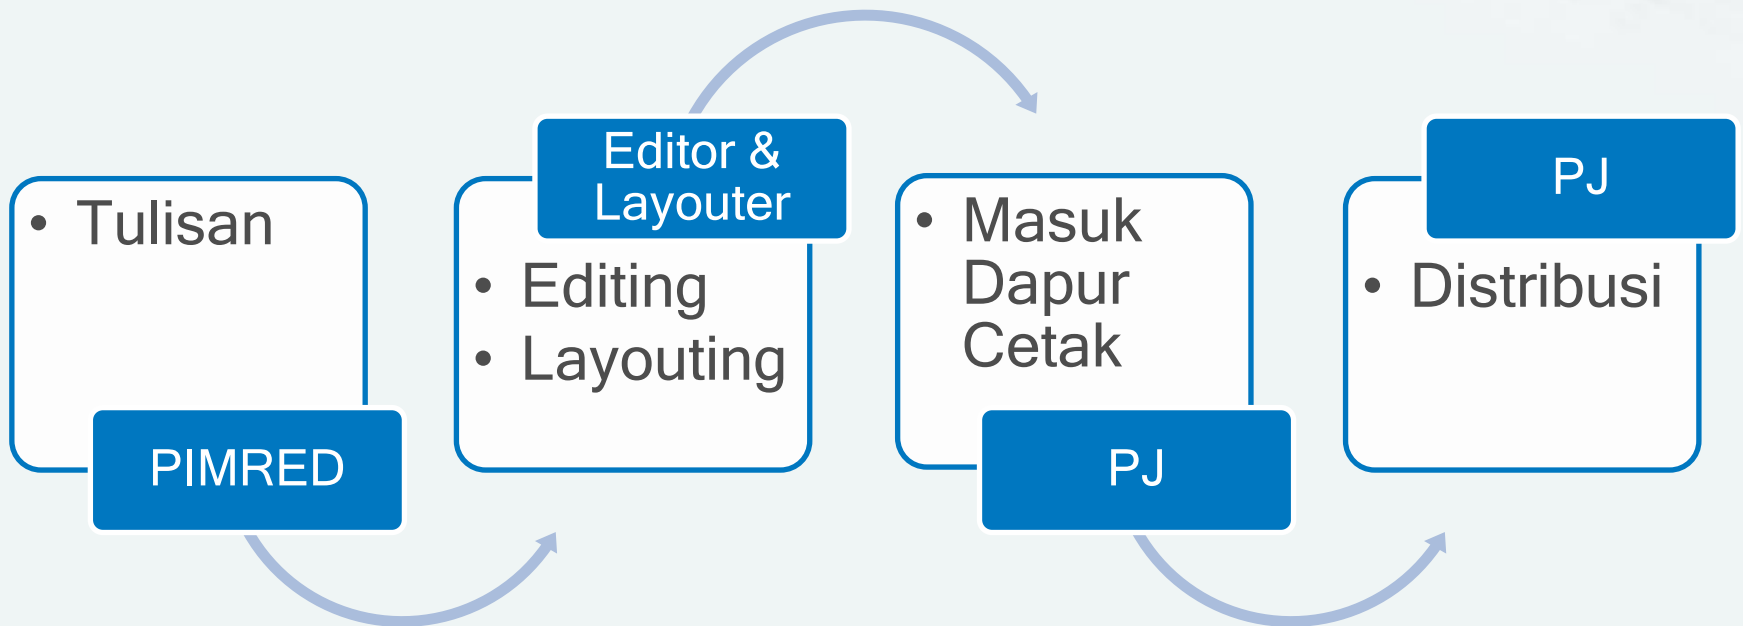 • Tulisan
PIMRED
Editor &
Layouter
• Editing
• Layouting
• Masuk
Dapur
Cetak
PJ
PJ
• Distribusi